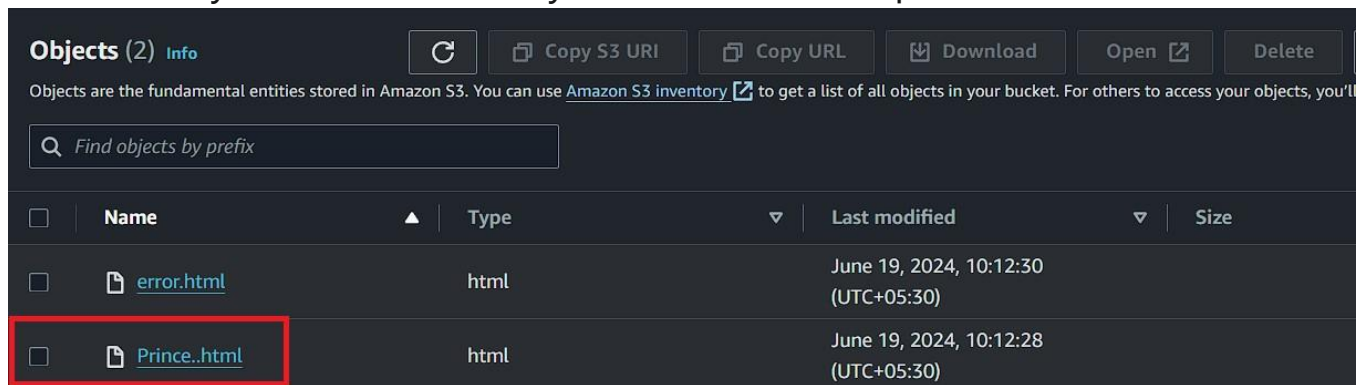 Objects (2) Info Copy S3 URI Copy URL Download Open Delete
Objects are the fundamental entities stored in Amazon S3. You can use Amazon S3 inventory to get a list of all objects in your bucket. For others to access your objects, you'll
Find objects by prefix
Name Type Last modified Size
error.html html June 19, 2024, 10:12:30
(UTC+05:30)
Prince..html html June 19, 2024, 10:12:28
(UTC+05:30)